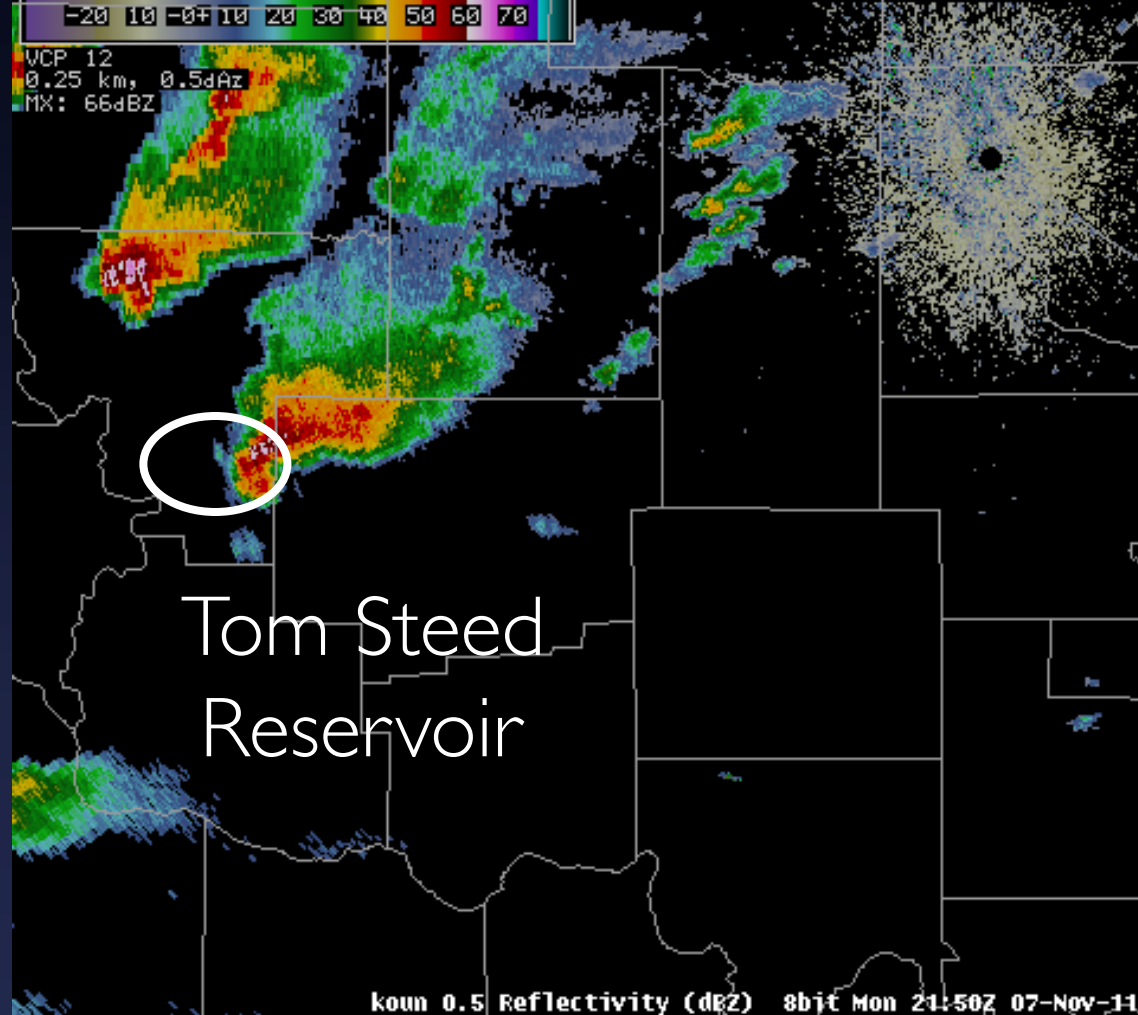 -20 10 -0+ 10 20 30 40 50 60 70
VCP 12
0.25 km, 0.5dAz
MX: 66dBZ
Tom Steed
Reservoir
koun 0.5 Reflectivity (dBZ) 8bit Mon 21:50Z 07-Nov-11